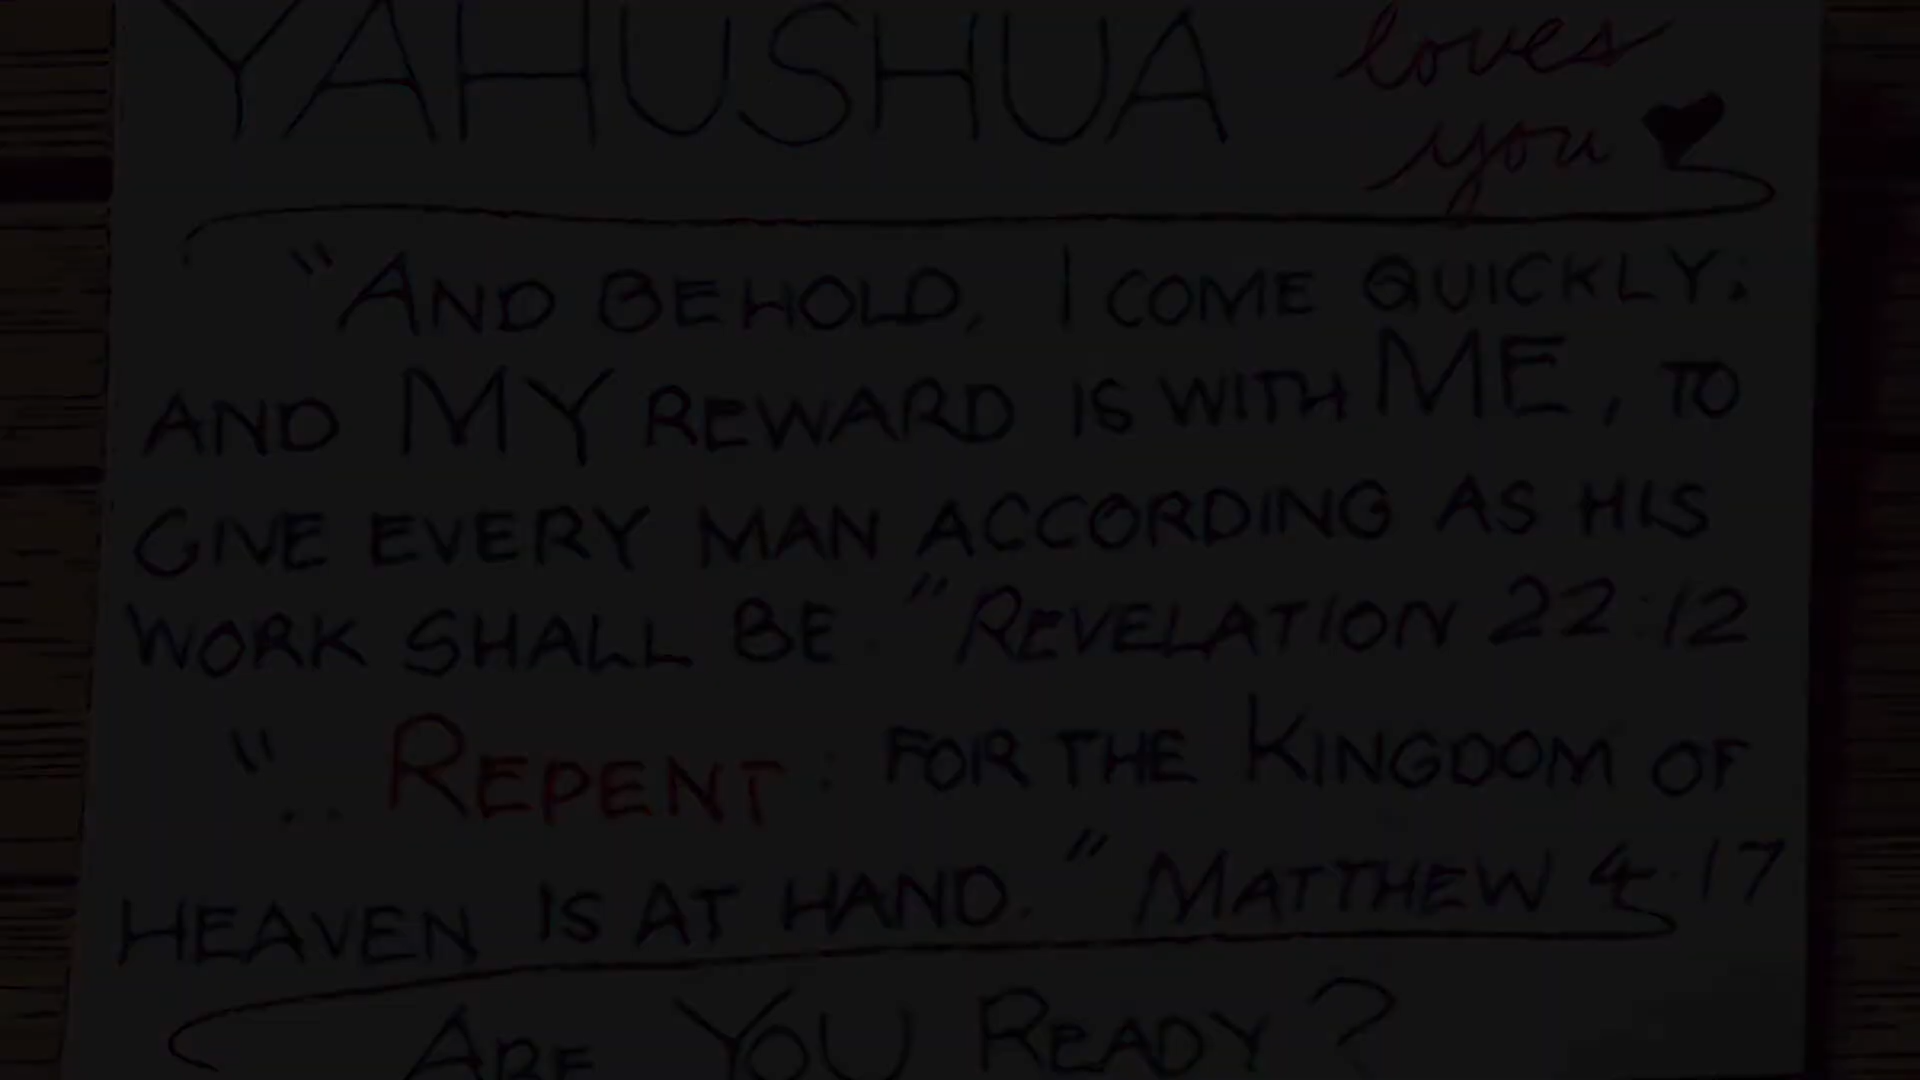 YAHUSHUA loves
you
"AND BEHOLD, I COME QUICKLY;
AND MY REWARD IS WITH ME, TO
GIVE EVERY MAN ACCORDING AS HIS
WORK SHALL BE." REVELATION 22:12
".. REPENT: FOR THE KINGDOM OF
HEAVEN IS AT HAND." MATTHEW 4:17
ARE YOU READY?